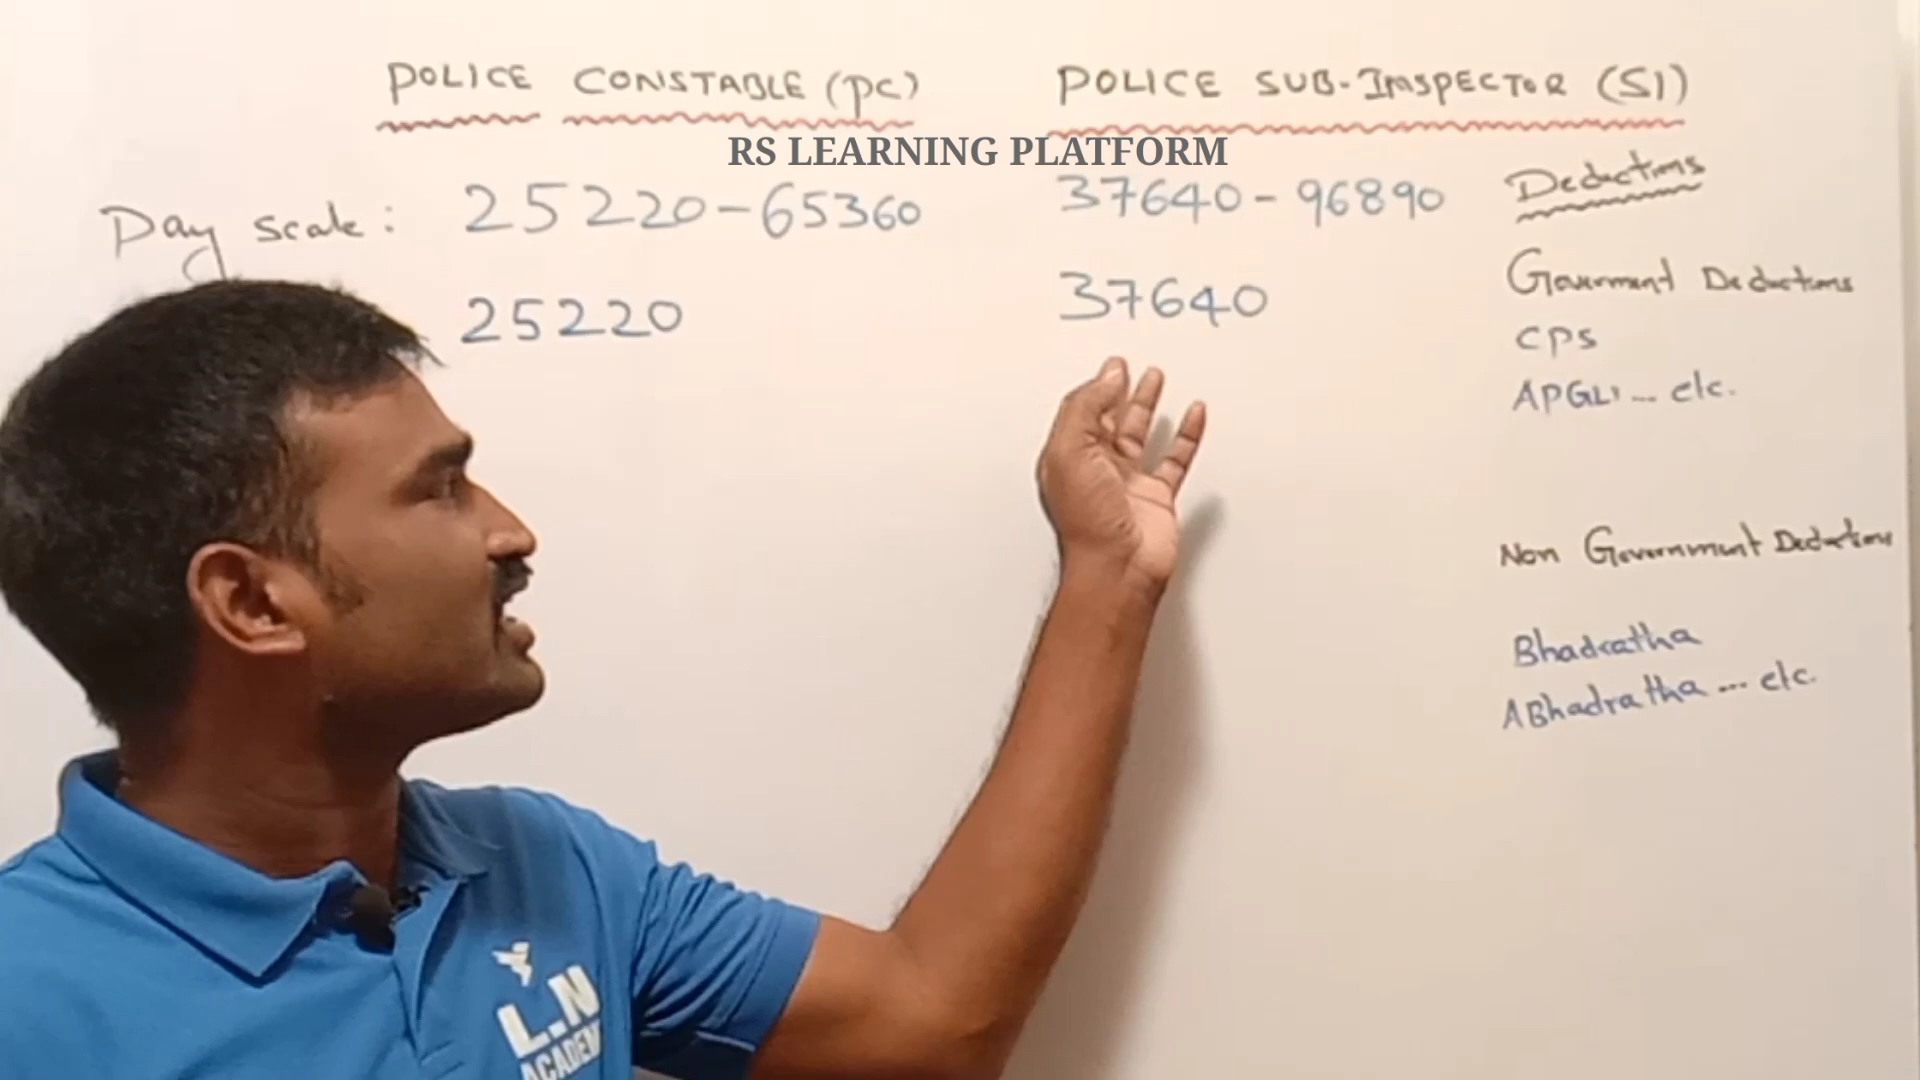 POLICE CONSTABLE (PC)
POLICE SUB-INSPECTOR (SI)
RS LEARNING PLATFORM
Pay scale: 25220-65360
37640-96890
25220
37640
Deductions
Government Deductions
CPS
APGLI ... etc.
Non Government Deductions
Bhadratha
ABhadratha ... etc.
L.N
ACADEM